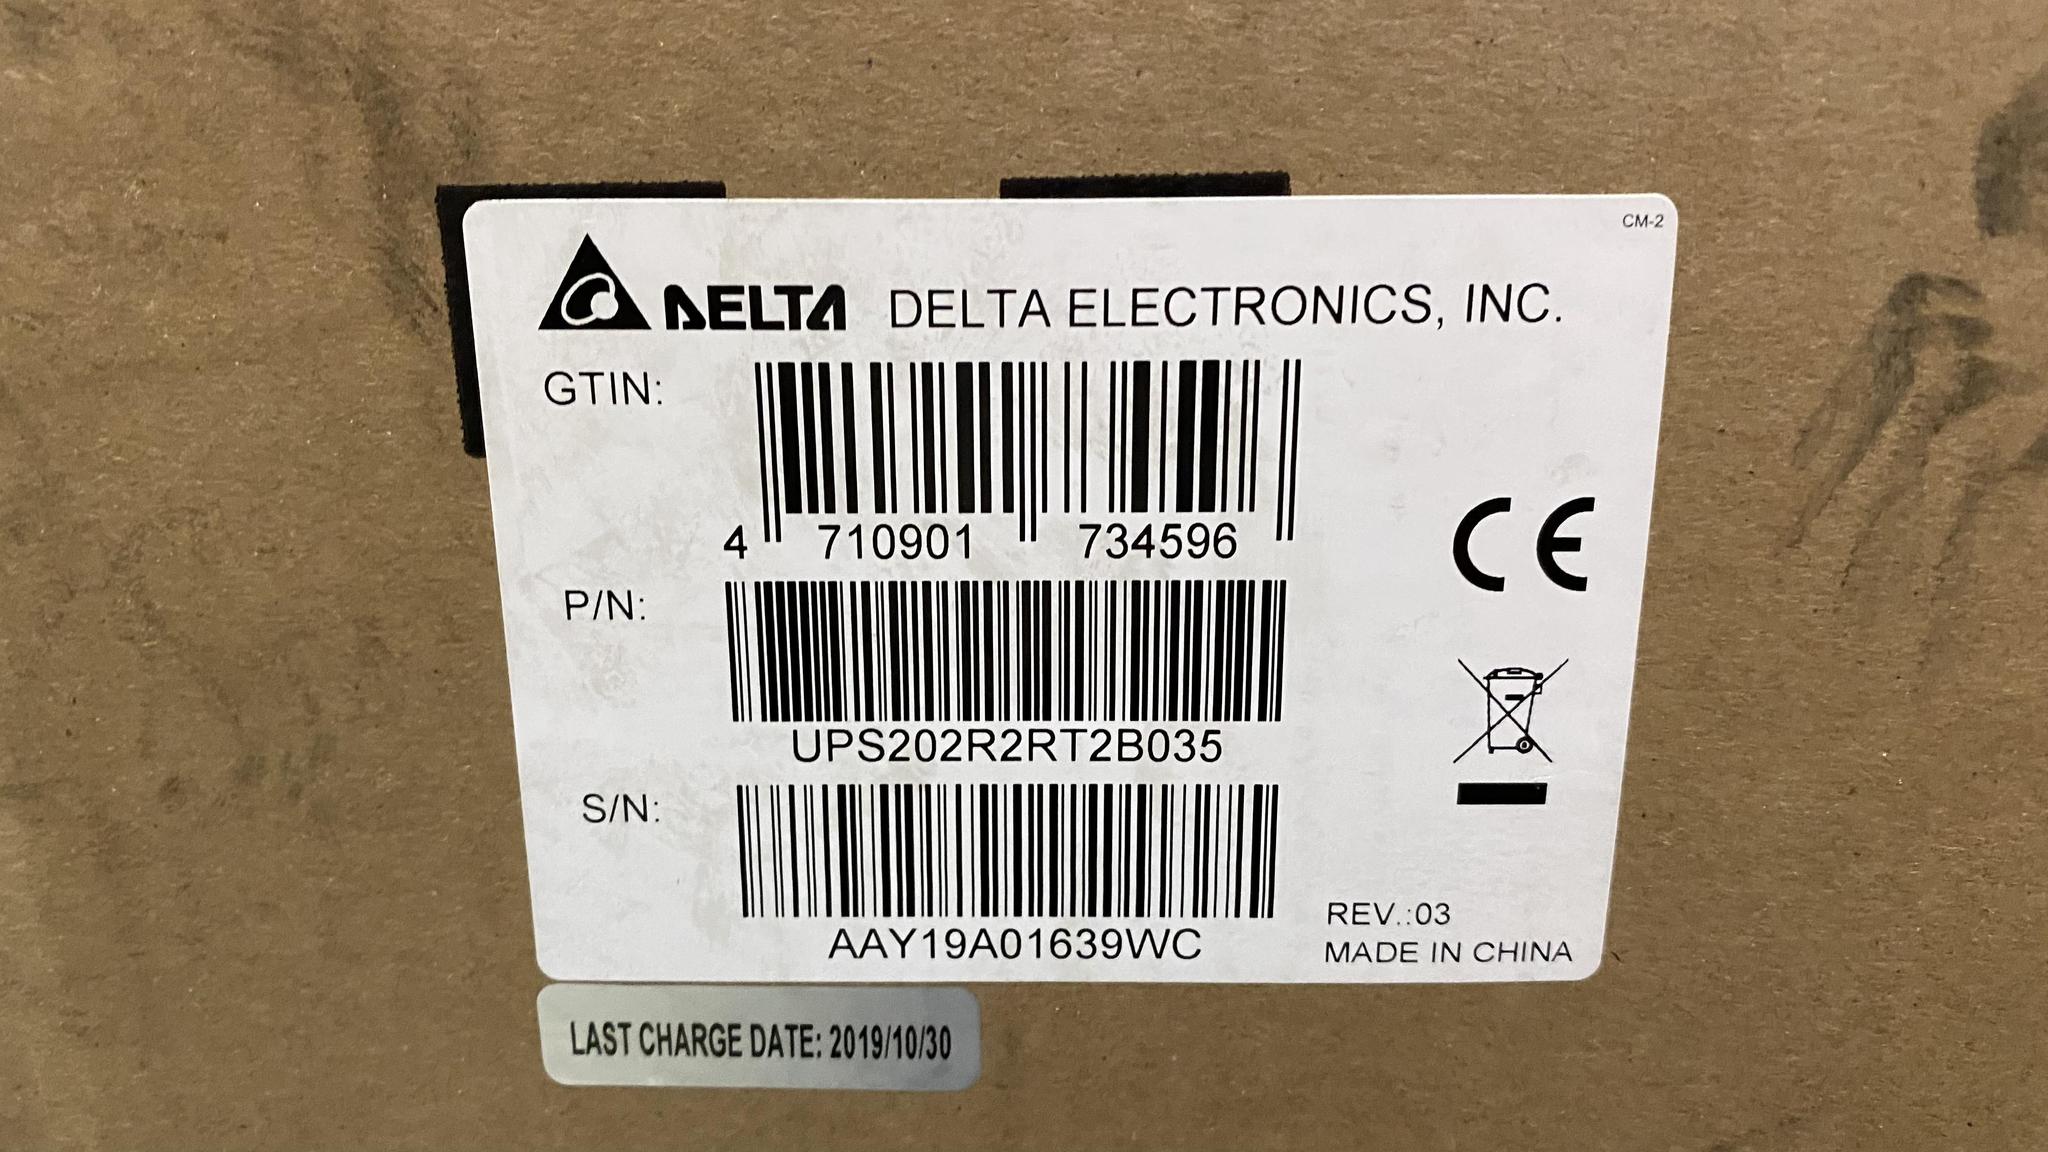 CM-2
DELTA DELTA ELECTRONICS, INC.
GTIN:
4 710901 734596
P/N:
UPS202R2RT2B035
S/N:
AAY19A01639WC
REV.:03
MADE IN CHINA
LAST CHARGE DATE: 2019/10/30